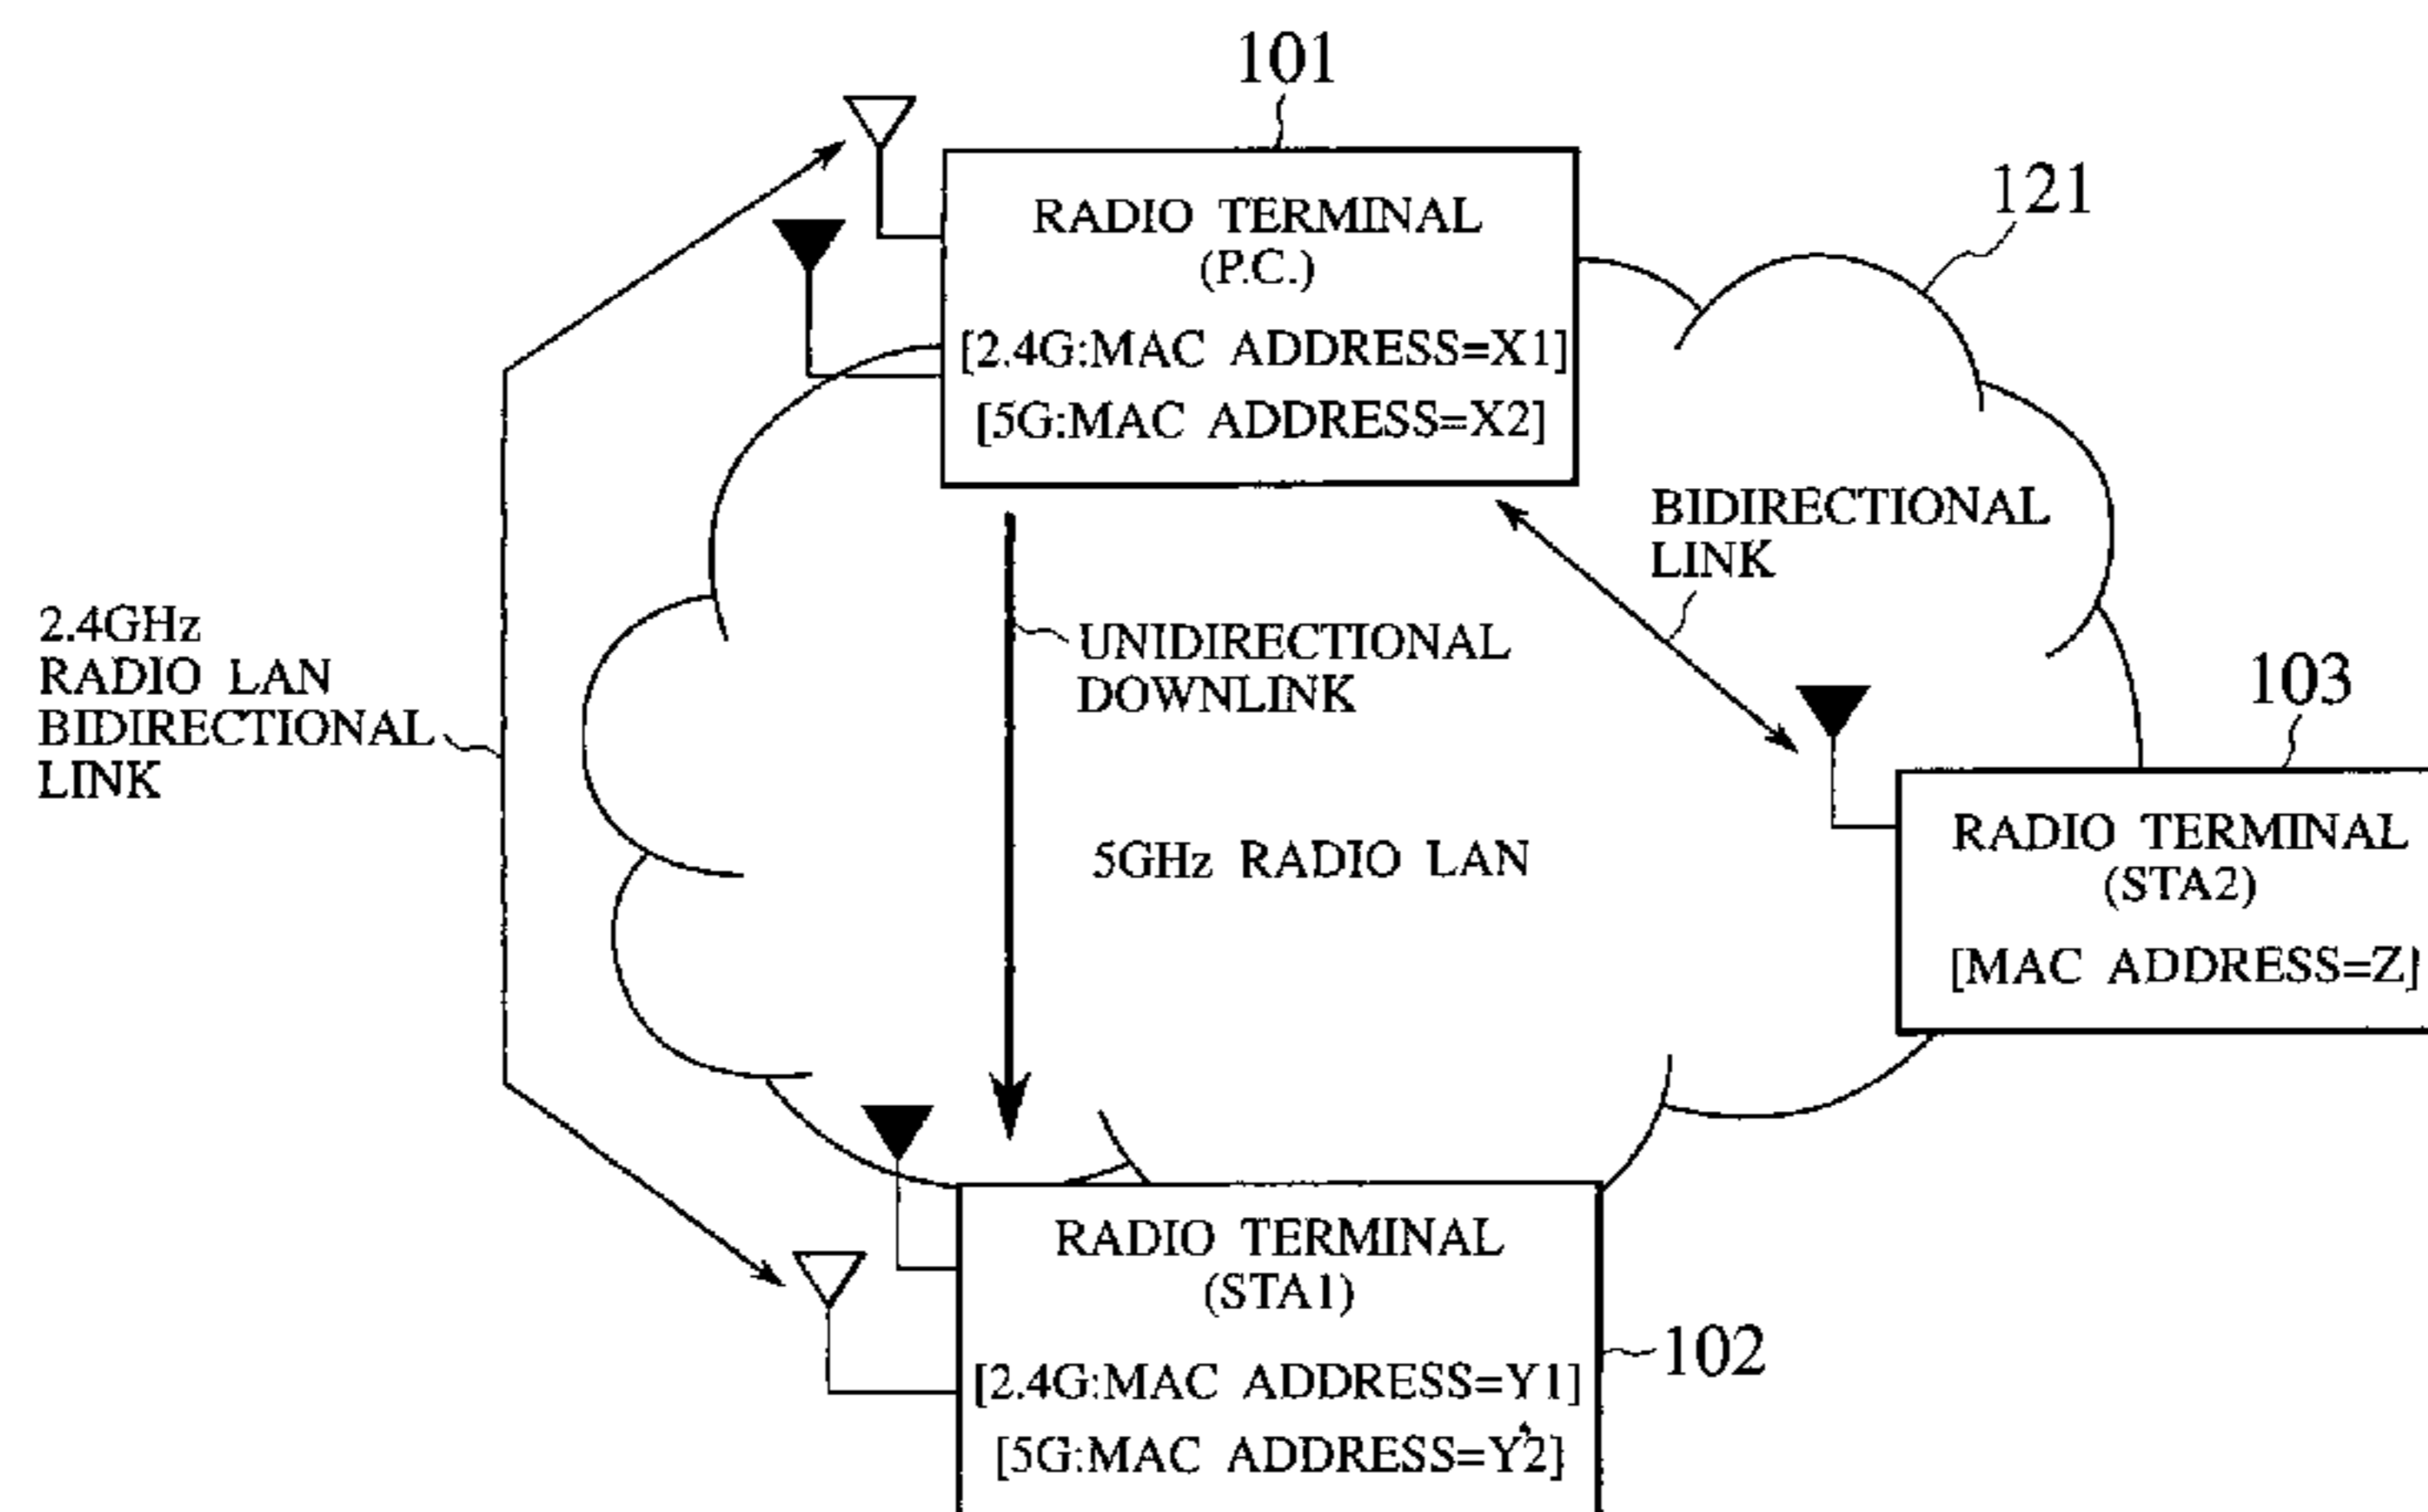 101
RADIO TERMINAL
(P.C.)
[2.4G:MAC ADDRESS=X1]
[5G:MAC ADDRESS=X2]
121
BIDIRECTIONAL
LINK
2.4GHz
RADIO LAN
BIDIRECTIONAL
LINK
UNIDIRECTIONAL
DOWNLINK
5GHz RADIO LAN
103
RADIO TERMINAL
(STA2)
[MAC ADDRESS=Z]
RADIO TERMINAL
(STA1)
[2.4G:MAC ADDRESS=Y1]
[5G:MAC ADDRESS=Y2]
102